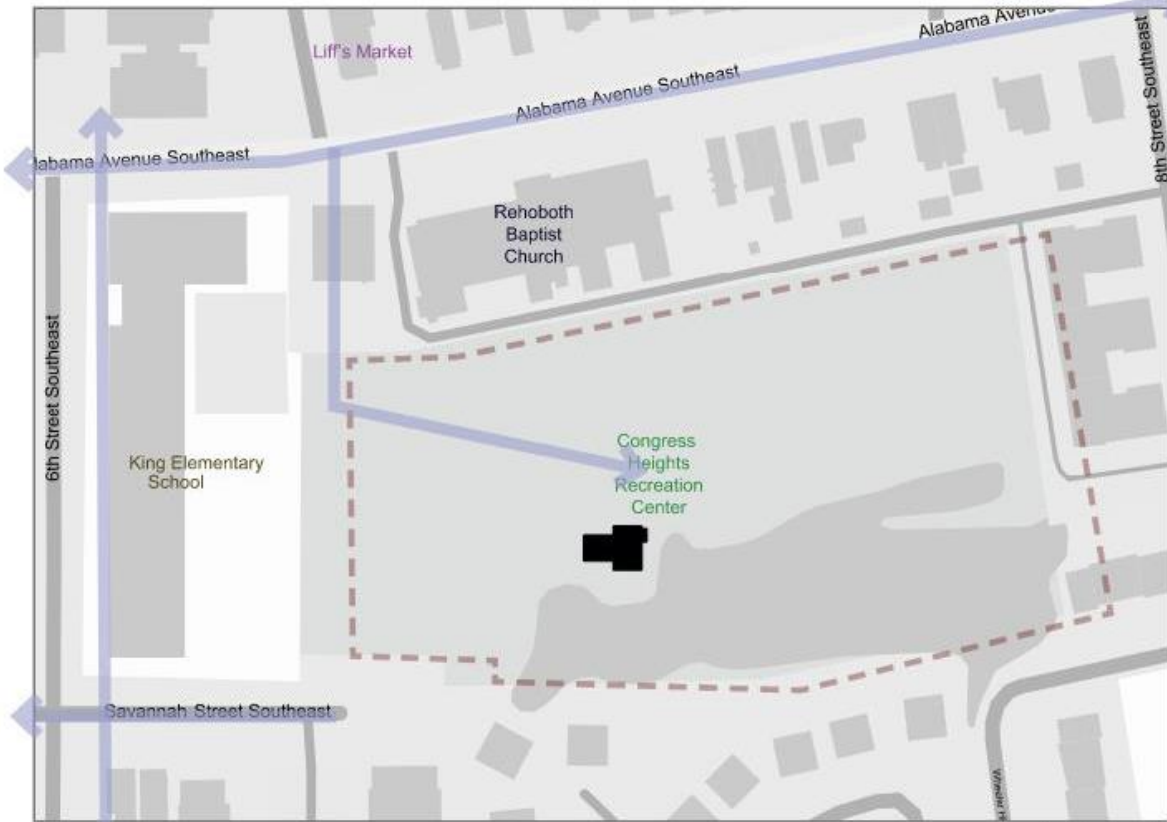 Alabama Avenue
Liff's Market
Alabama Avenue Southeast
labama Avenue Southeast
8th Street Southeast
Rehoboth
Baptist
Church
6th Street Southeast
King Elementary
School
Congress
Heights
Recreation
Center
Savannah Street Southeast